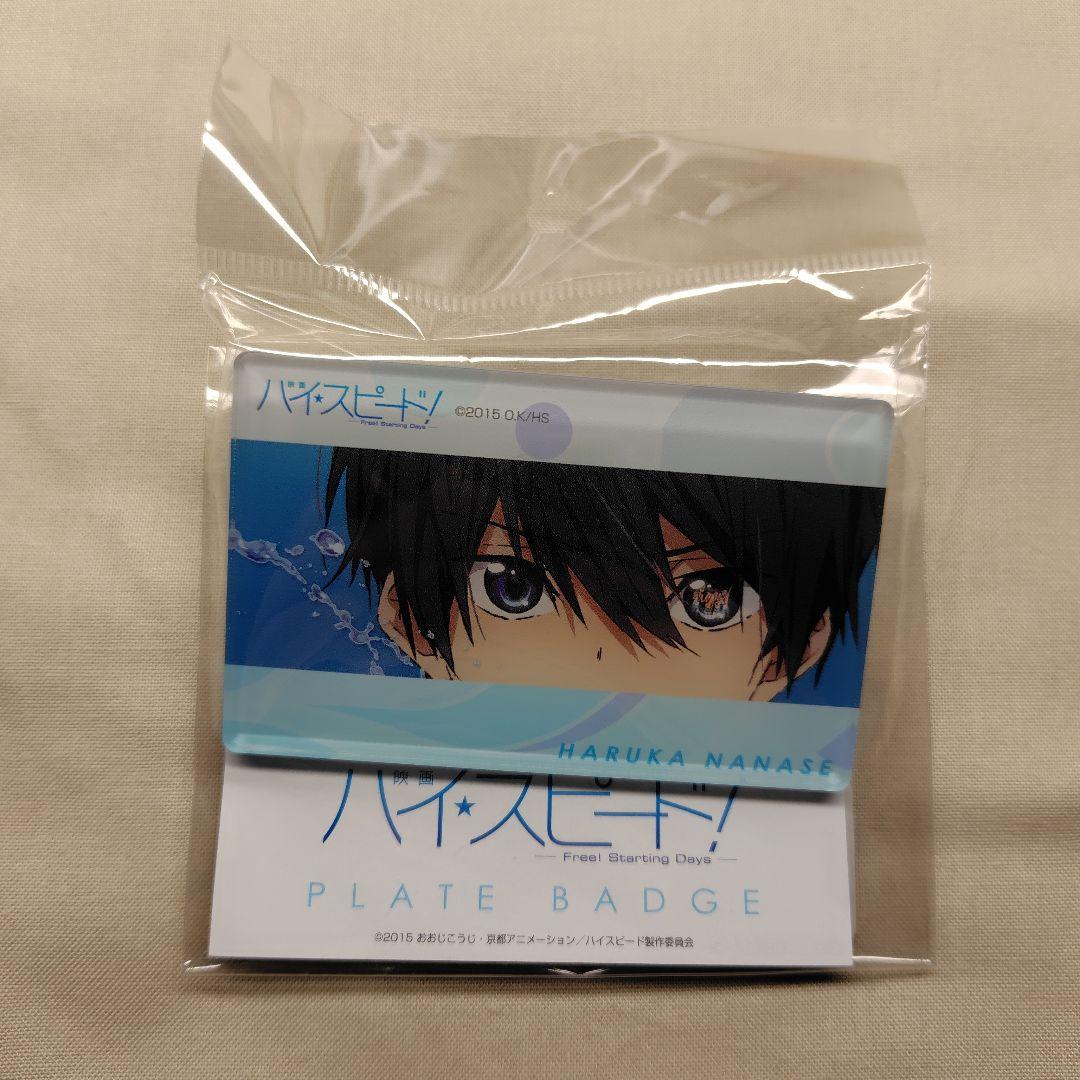 映画
ハイ☆スピード!
Free! Starting Days
©2015 O.K/HS
HARUKA NANASE
映画
ハイ☆スピード!
Free! Starting Days
PLATE BADGE
©2015 おおじこうじ・京都アニメーション／ハイスピード製作委員会